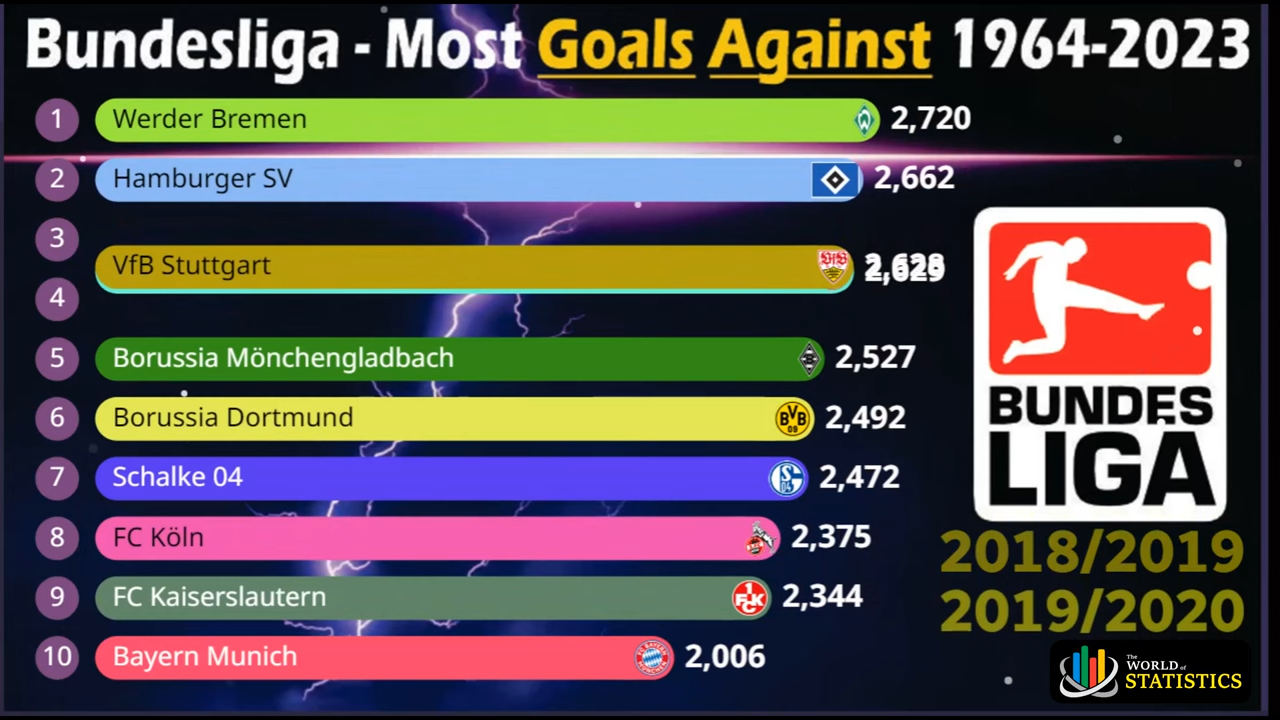 Bundesliga - Most Goals Against 1964-2023
1 Werder Bremen 2,720
2 Hamburger SV 2,662
3
VfB Stuttgart
4
5 Borussia Mönchengladbach 2,527
6 Borussia Dortmund 2,492
7 Schalke 04 2,472
8 FC Köln 2,375
9 FC Kaiserslautern 2,344
10 Bayern Munich 2,006
BUNDES
LIGA
2018/2019
2019/2020
The WORLD of
STATISTICS